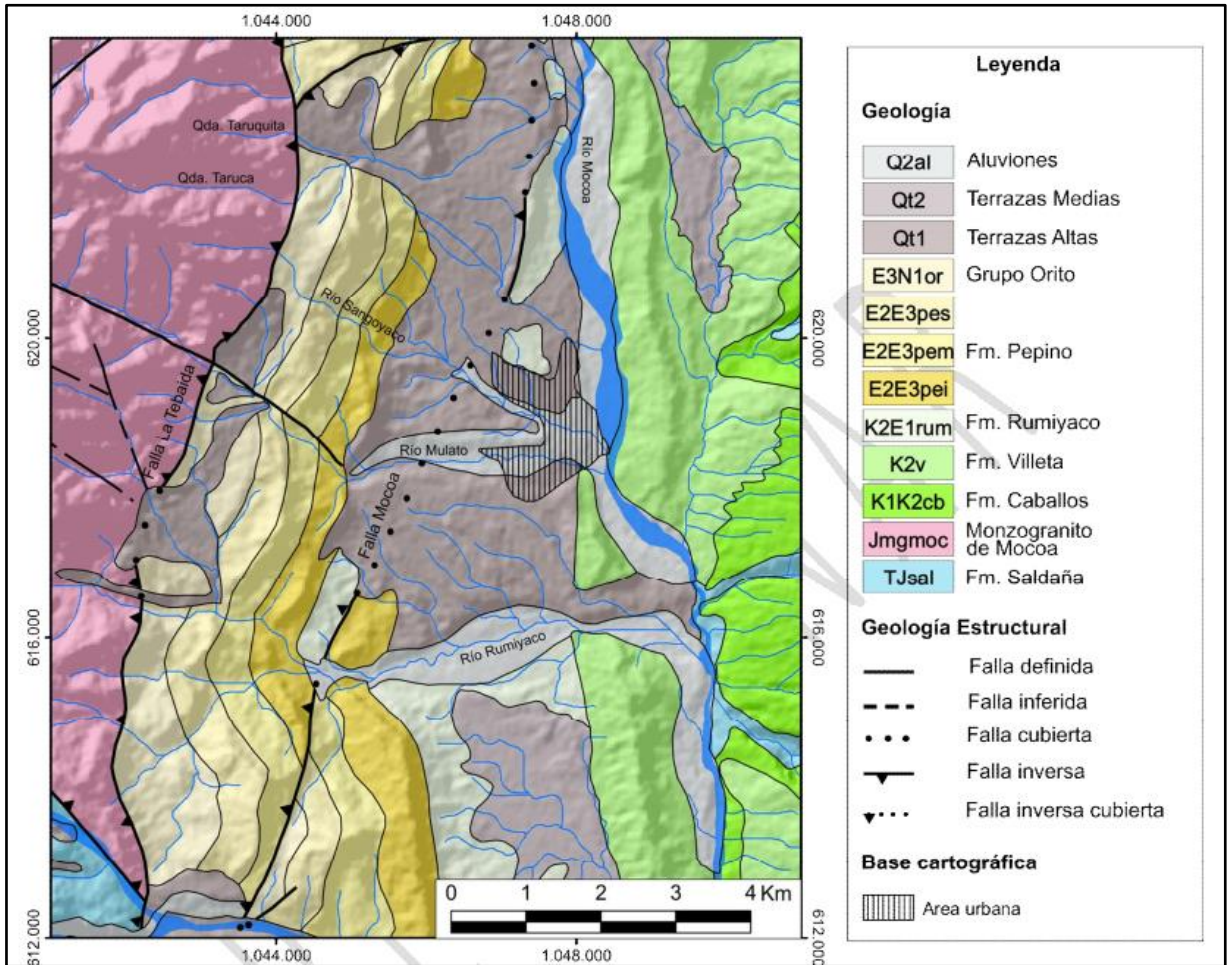 1.044.000
1.048.000
Qda. Taruquita
Qda. Taruca
Río Mocoa
Río Sangoyaco
620.000
620.000
Falla La Tebaida
Río Mulato
Falla Mocoa
616.000
616.000
Río Rumiyaco
0 1 2 3 4 Km
612.000
612.000
1.044.000
1.048.000
Leyenda
Geología
Q2al Aluviones
Qt2 Terrazas Medias
Qt1 Terrazas Altas
E3N1or Grupo Orito
E2E3pes
E2E3pem Fm. Pepino
E2E3pei
K2E1rum Fm. Rumiyaco
K2v Fm. Villeta
K1K2cb Fm. Caballos
Jmgmoc Monzogranito
de Mocoa
TJsal Fm. Saldaña
Geología Estructural
Falla definida
Falla inferida
Falla cubierta
Falla inversa
Falla inversa cubierta
Base cartográfica
Area urbana